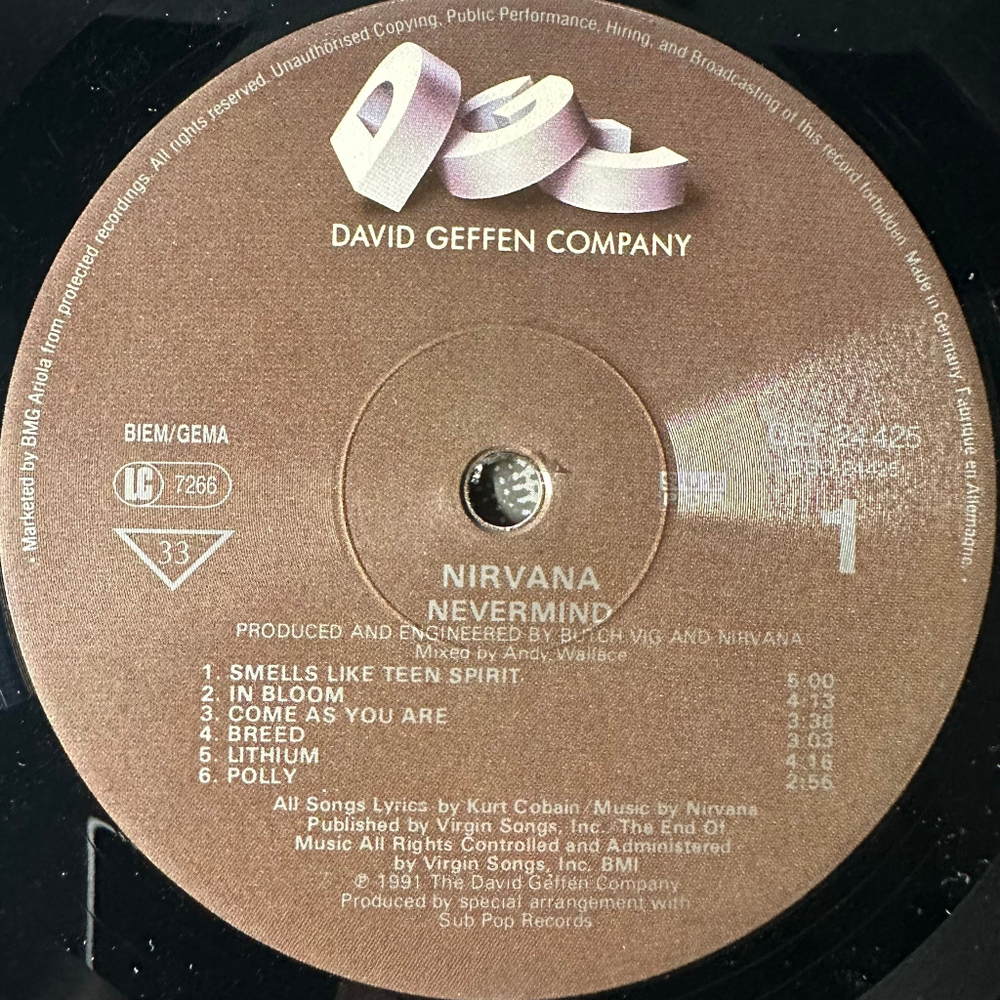 • Marketed by BMG Ariola from protected recordings. All rights reserved. Unauthorised Copying, Public Performance, Hiring, and Broadcasting of this record forbidden. Made in Germany. Fabriqué en Allemagne. •
DGC
DAVID GEFFEN COMPANY
BIEM/GEMA
LC 7266
33
GEF 24 425
1
NIRVANA
NEVERMIND
PRODUCED AND ENGINEERED BY BUTCH VIG AND NIRVANA
Mixed by Andy Wallace
1. SMELLS LIKE TEEN SPIRIT 5:00
2. IN BLOOM 4:13
3. COME AS YOU ARE 3:38
4. BREED 3:03
5. LITHIUM 4:16
6. POLLY 2:56
All Songs Lyrics by Kurt Cobain/Music by Nirvana
Published by Virgin Songs, Inc./The End Of
Music All Rights Controlled and Administered
by Virgin Songs, Inc. BMI
℗ 1991 The David Geffen Company
Produced by special arrangement with
Sub Pop Records